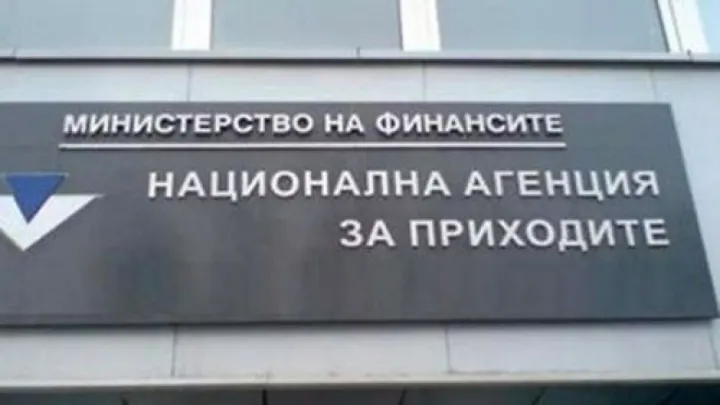 МИНИСТЕРСТВО НА ФИНАНСИТЕ
НАЦИОНАЛНА АГЕНЦИЯ
ЗА ПРИХОДИТЕ